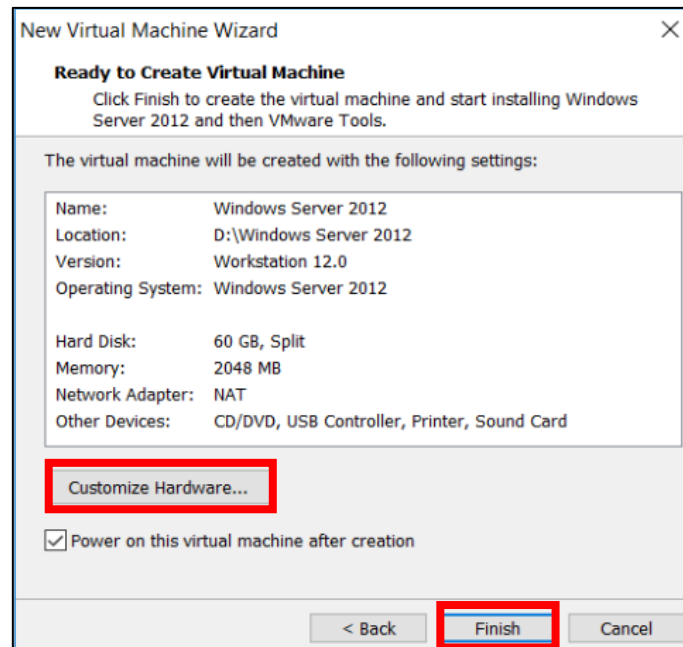 New Virtual Machine Wizard
Ready to Create Virtual Machine
Click Finish to create the virtual machine and start installing Windows
Server 2012 and then VMware Tools.
The virtual machine will be created with the following settings:
Name: Windows Server 2012
Location: D:\Windows Server 2012
Version: Workstation 12.0
Operating System: Windows Server 2012
Hard Disk: 60 GB, Split
Memory: 2048 MB
Network Adapter: NAT
Other Devices: CD/DVD, USB Controller, Printer, Sound Card
Customize Hardware...
Power on this virtual machine after creation
< Back Finish Cancel